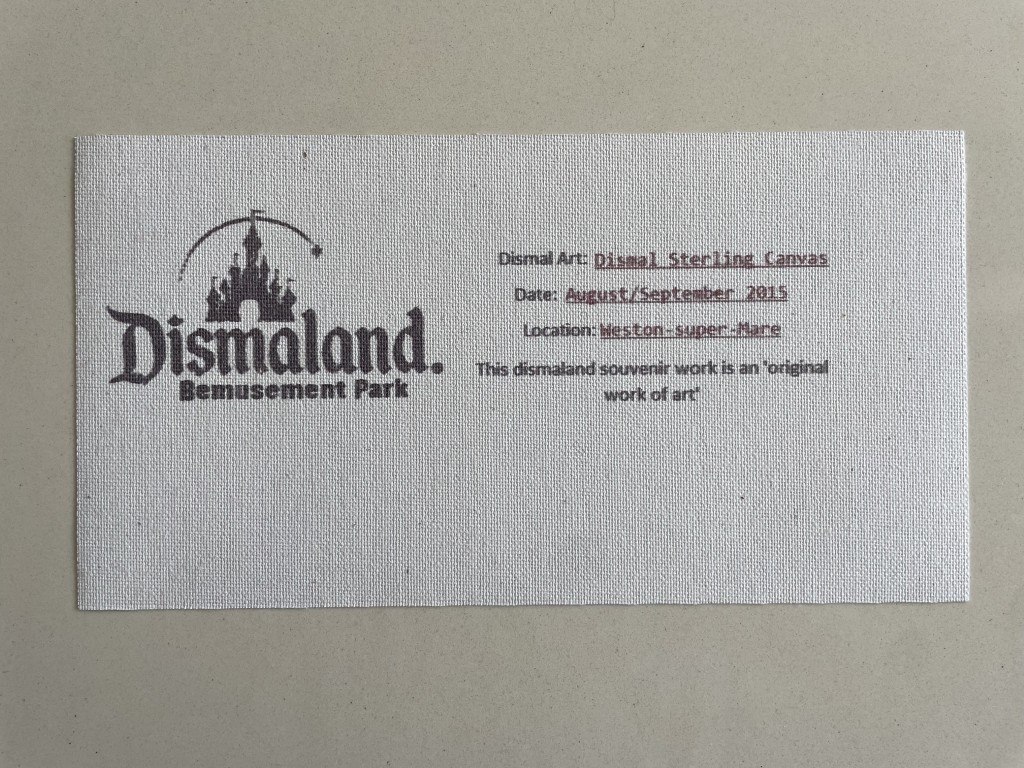 Dismaland.
Bemusement Park
Dismal Art: Dismal Sterling Canvas
Date: August/September 2015
Location: Weston-super-Mare
This dismaland souvenir work is an 'original
work of art'